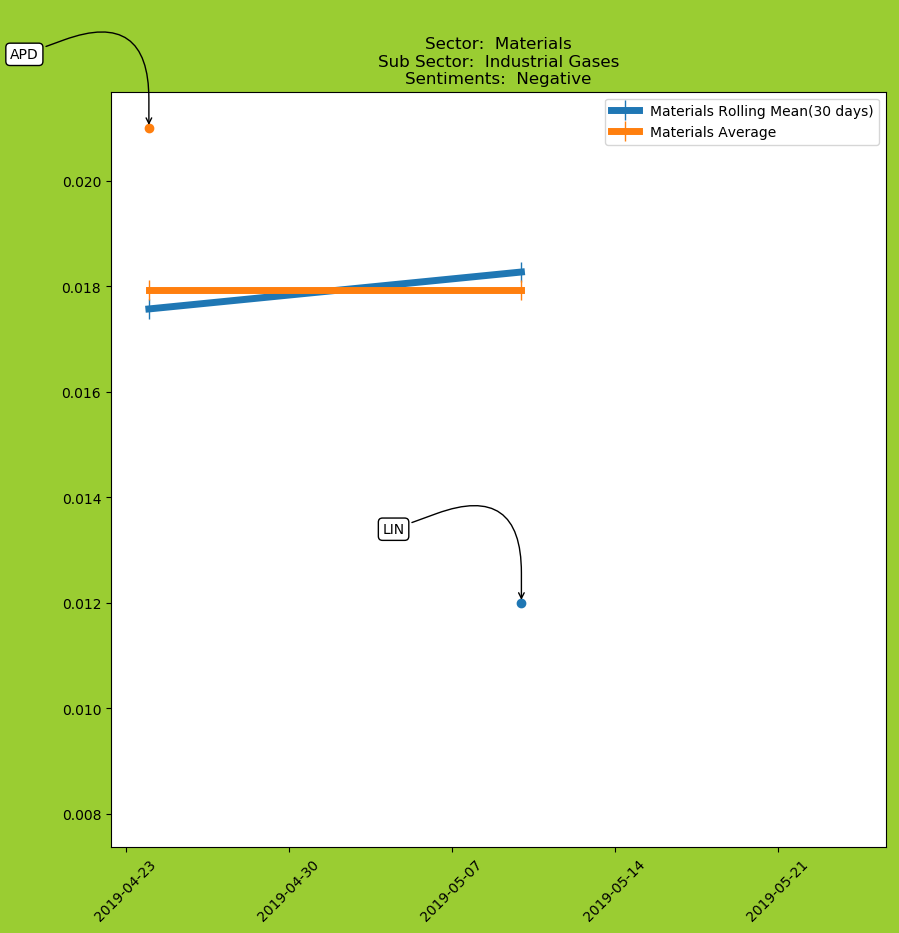 APD
Sector:  Materials
Sub Sector:  Industrial Gases
Sentiments:  Negative
Materials Rolling Mean(30 days)
Materials Average
0.020
0.018
0.016
0.014
LIN
0.012
0.010
0.008
2019-04-23
2019-04-30
2019-05-07
2019-05-14
2019-05-21